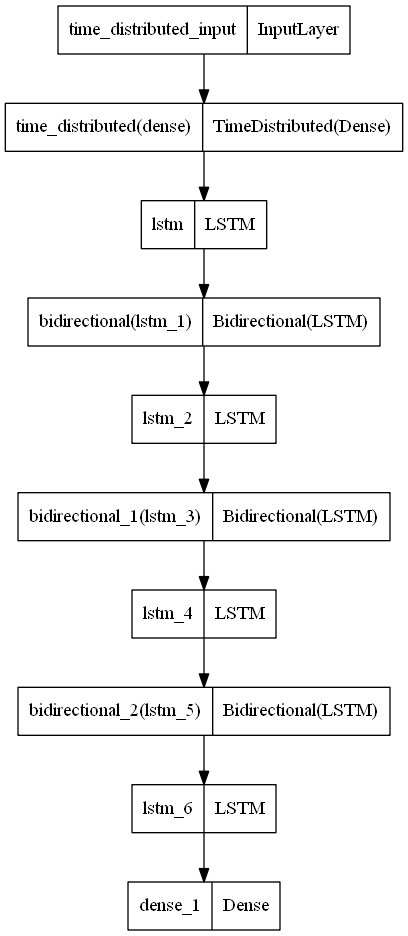 time_distributed_input InputLayer
time_distributed(dense) TimeDistributed(Dense)
lstm LSTM
bidirectional(lstm_1) Bidirectional(LSTM)
lstm_2 LSTM
bidirectional_1(lstm_3) Bidirectional(LSTM)
lstm_4 LSTM
bidirectional_2(lstm_5) Bidirectional(LSTM)
lstm_6 LSTM
dense_1 Dense